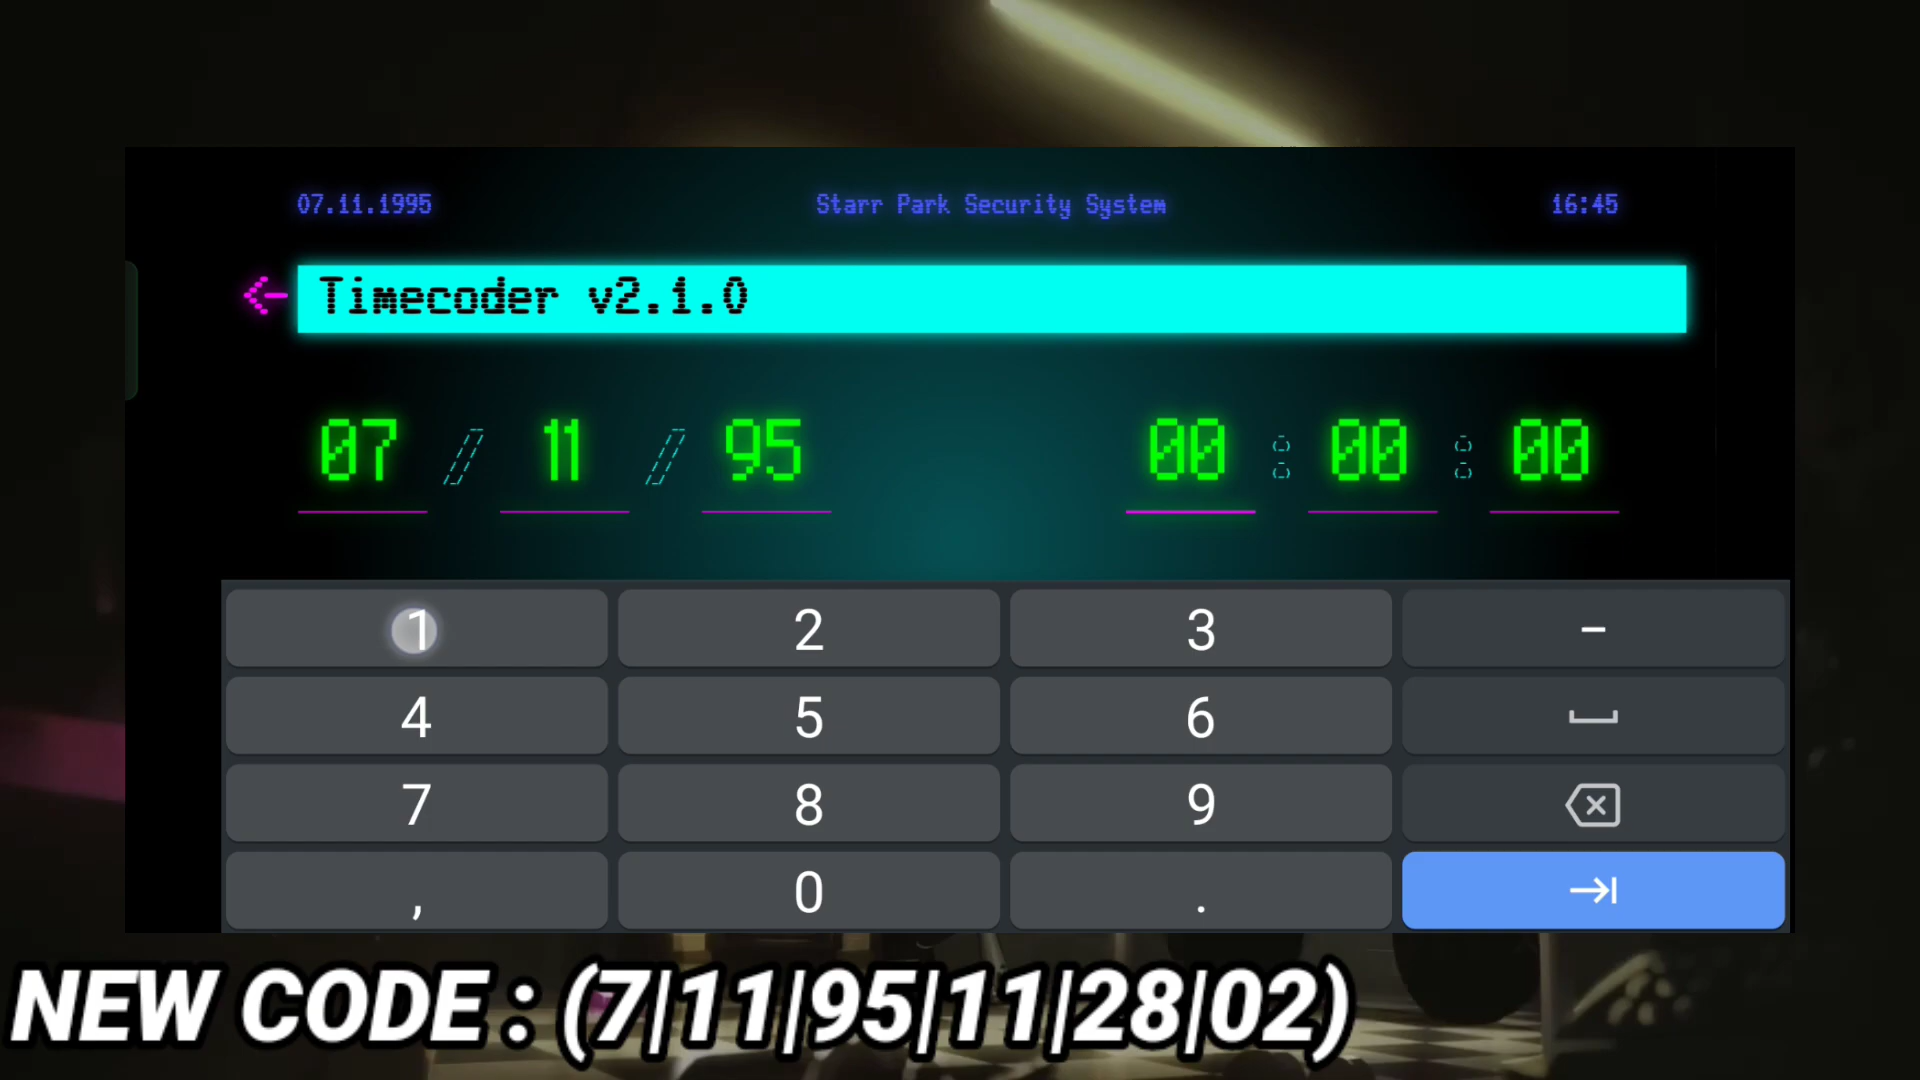 07.11.1995 Starr Park Security System 16:45
← Timecoder v2.1.0
07 // 11 // 95 00 : 00 : 00
1 2 3 -
4 5 6
7 8 9
, 0 .
NEW CODE : (7|11|95|11|28|02)